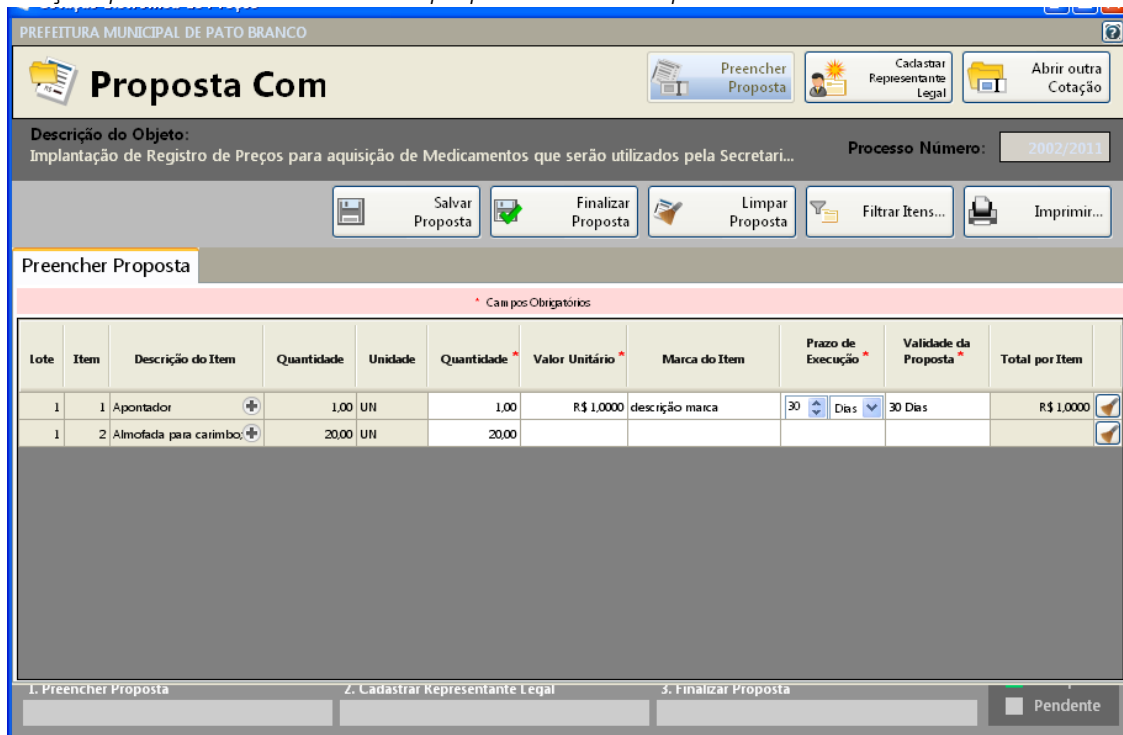 PREFEITURA MUNICIPAL DE PATO BRANCO
Proposta Com
Preencher
Proposta
Cadastrar
Representante
Legal
Abrir outra
Cotação
Descrição do Objeto:
Implantação de Registro de Preços para aquisição de Medicamentos que serão utilizados pela Secretari...
Processo Número:
2002/2011
Salvar
Proposta
Finalizar
Proposta
Limpar
Proposta
Filtrar Itens...
Imprimir...
Preencher Proposta
* Campos Obrigatórios
Lote Item Descrição do Item Quantidade Unidade Quantidade * Valor Unitário * Marca do Item Prazo de Execução * Validade da Proposta * Total por Item
1 1 Apontador 1,00 UN 1,00 R$ 1,0000 descrição marca 30 Dias 30 Dias R$ 1,0000
1 2 Almofada para carimbo; 20,00 UN 20,00
1. Preencher Proposta 2. Cadastrar Representante Legal 3. Finalizar Proposta
Pendente